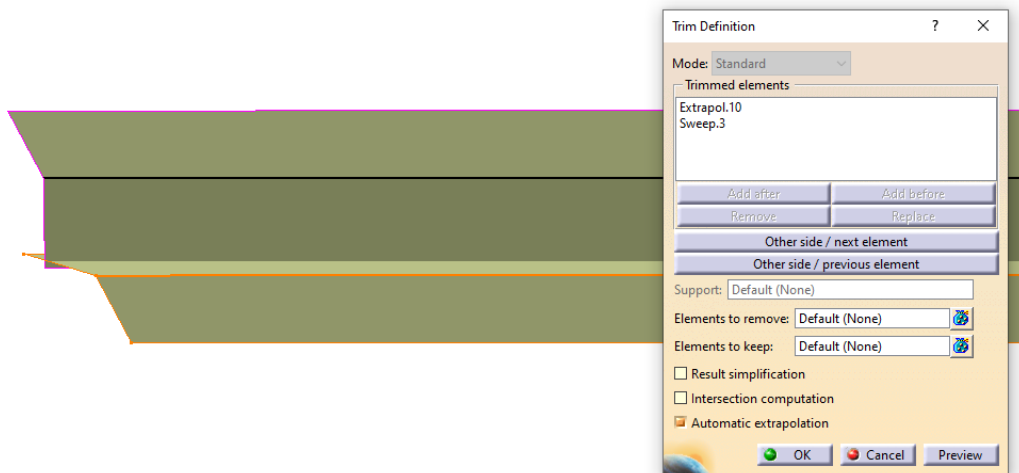 Trim Definition ?
Mode: Standard
Trimmed elements
Extrapol.10
Sweep.3
Add after Add before
Remove Replace
Other side / next element
Other side / previous element
Support: Default (None)
Elements to remove: Default (None)
Elements to keep: Default (None)
Result simplification
Intersection computation
Automatic extrapolation
OK Cancel Preview